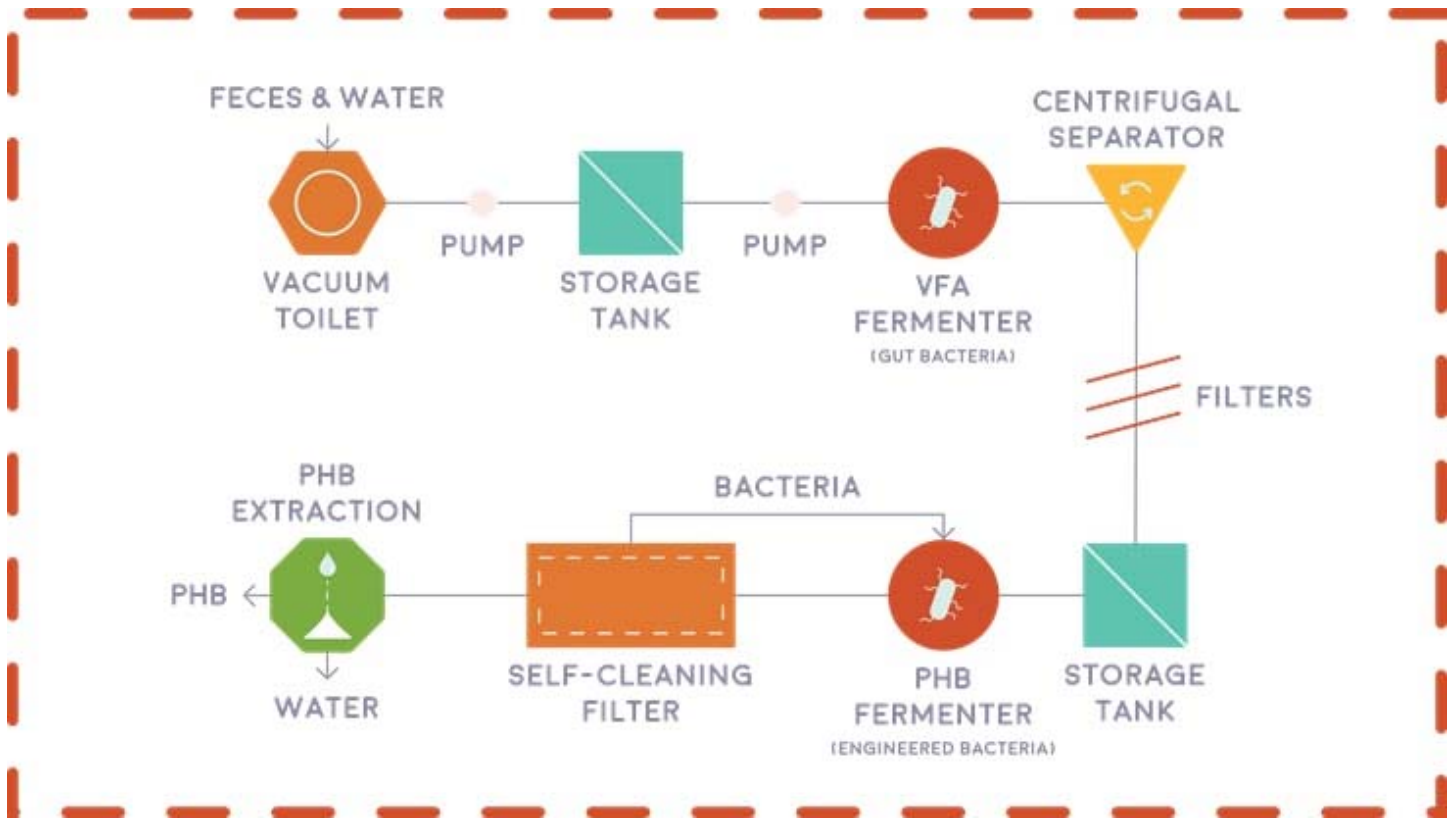 FECES & WATER
CENTRIFUGAL
SEPARATOR
PUMP
PUMP
VACUUM
TOILET
STORAGE
TANK
VFA
FERMENTER
(GUT BACTERIA)
FILTERS
PHB
EXTRACTION
BACTERIA
PHB
SELF-CLEANING
FILTER
PHB
FERMENTER
(ENGINEERED BACTERIA)
STORAGE
TANK
WATER